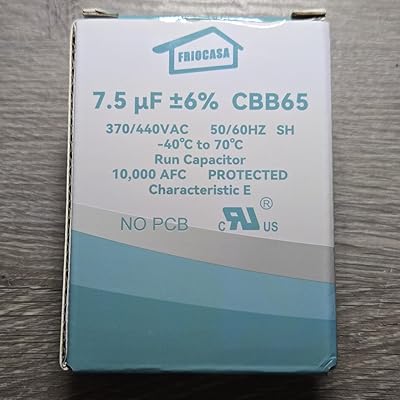 FRIOCASA
7.5 µF ±6% CBB65
370/440VAC 50/60HZ SH
-40°C to 70°C
Run Capacitor
10,000 AFC PROTECTED
Characteristic E
NO PCB
C RU US ®